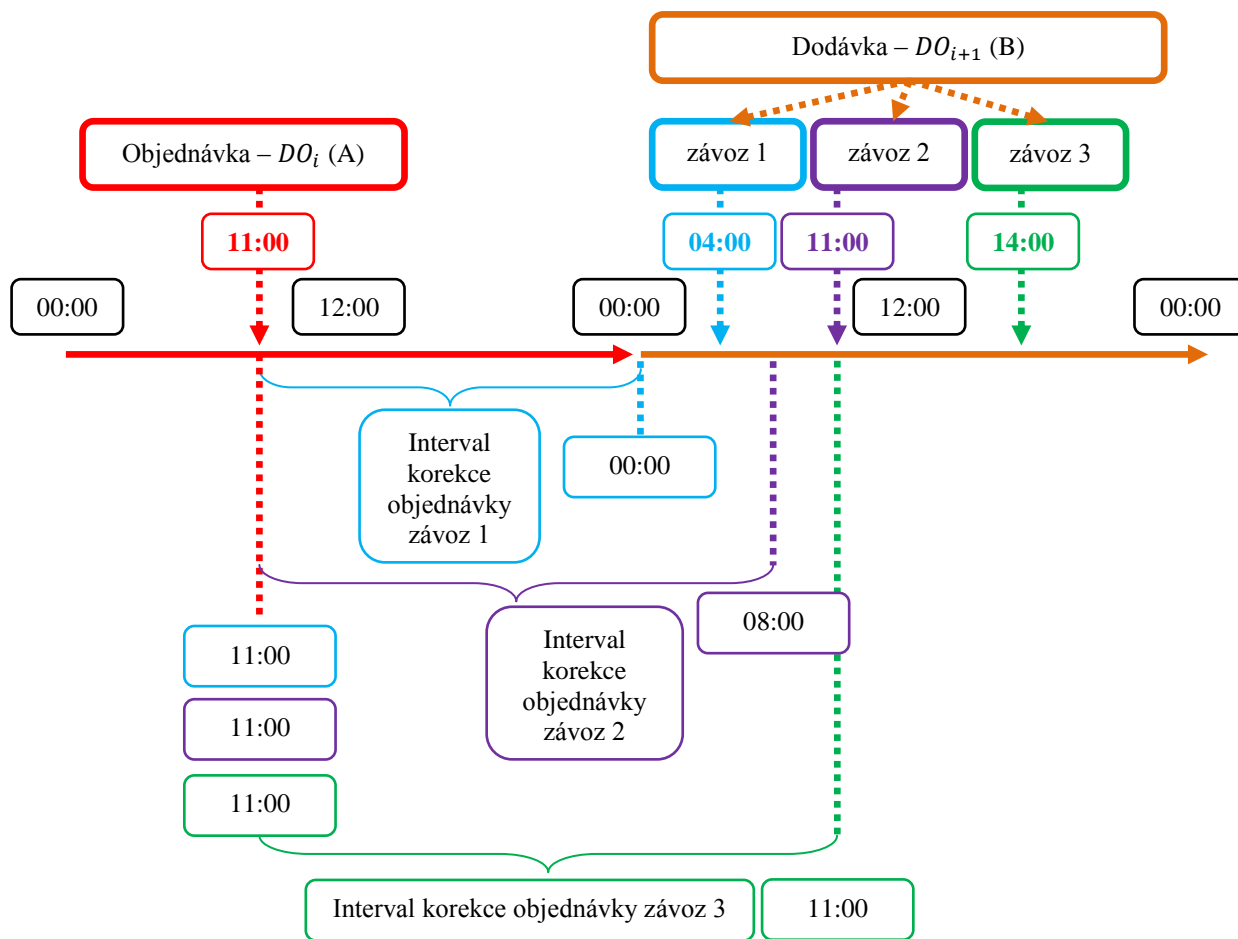 Dodávka – DOᵢ₊₁ (B)
Objednávka – DOᵢ (A)
závoz 1
závoz 2
závoz 3
11:00
04:00
11:00
14:00
00:00
12:00
00:00
12:00
00:00
Interval
korekce
objednávky
závoz 1
00:00
08:00
Interval
korekce
objednávky
závoz 2
11:00
11:00
11:00
Interval korekce objednávky závoz 3
11:00